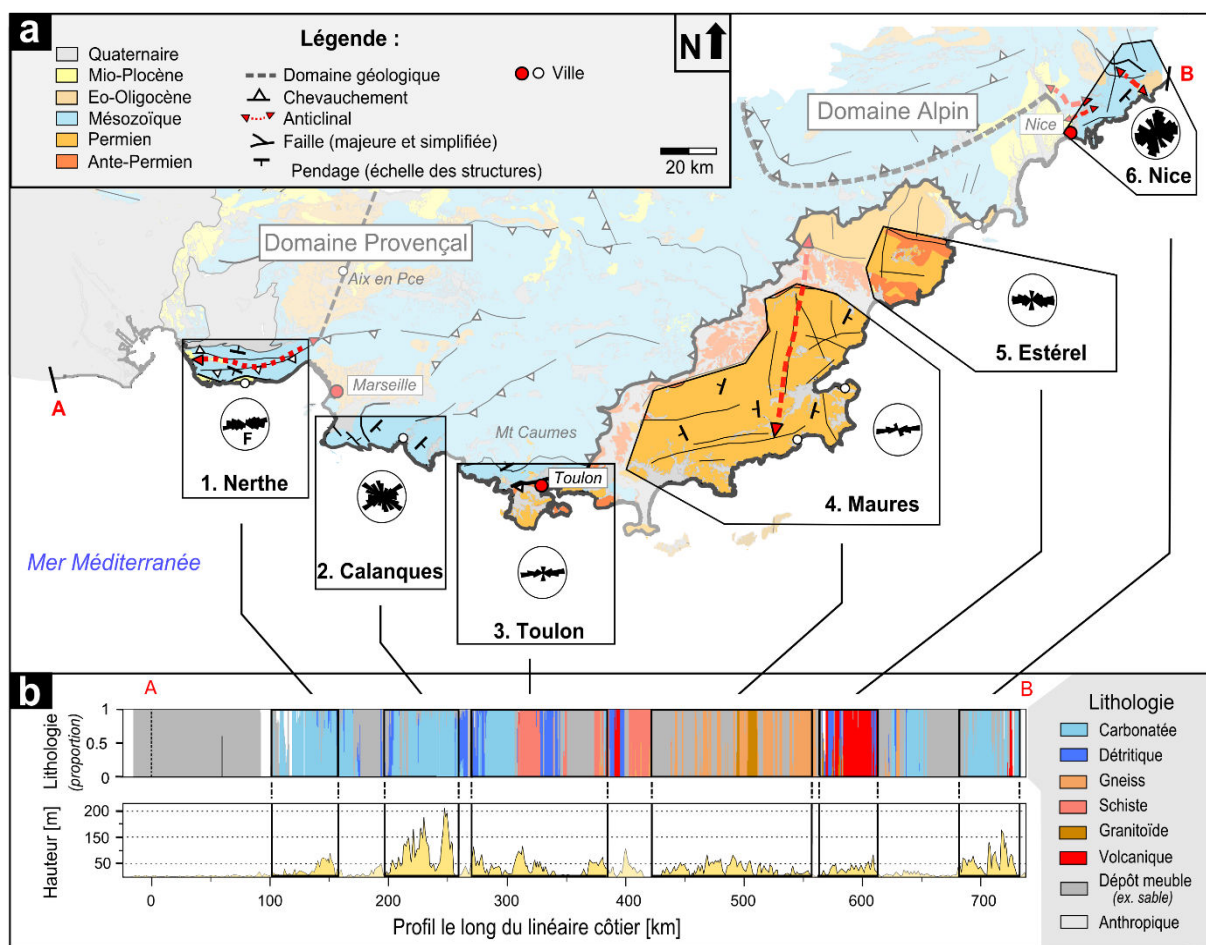 a
Légende :
N
Quaternaire
Mio-Plocène
Eo-Oligocène
Mésozoïque
Permien
Ante-Permien
Domaine géologique
Chevauchement
Anticlinal
Faille (majeure et simplifiée)
Pendage (échelle des structures)
Ville
20 km
Domaine Alpin
Nice
B
6. Nice
Domaine Provençal
Aix en Pce
A
Marseille
F
1. Nerthe
Mt Caumes
Toulon
5. Estérel
4. Maures
2. Calanques
3. Toulon
Mer Méditerranée
b
A
B
Lithologie
(proportion)
1
0.5
0
Hauteur [m]
200
150
50
0
100
200
300
400
500
600
700
Profil le long du linéaire côtier [km]
Lithologie
Carbonatée
Détritique
Gneiss
Schiste
Granitoïde
Volcanique
Dépôt meuble
(ex. sable)
Anthropique